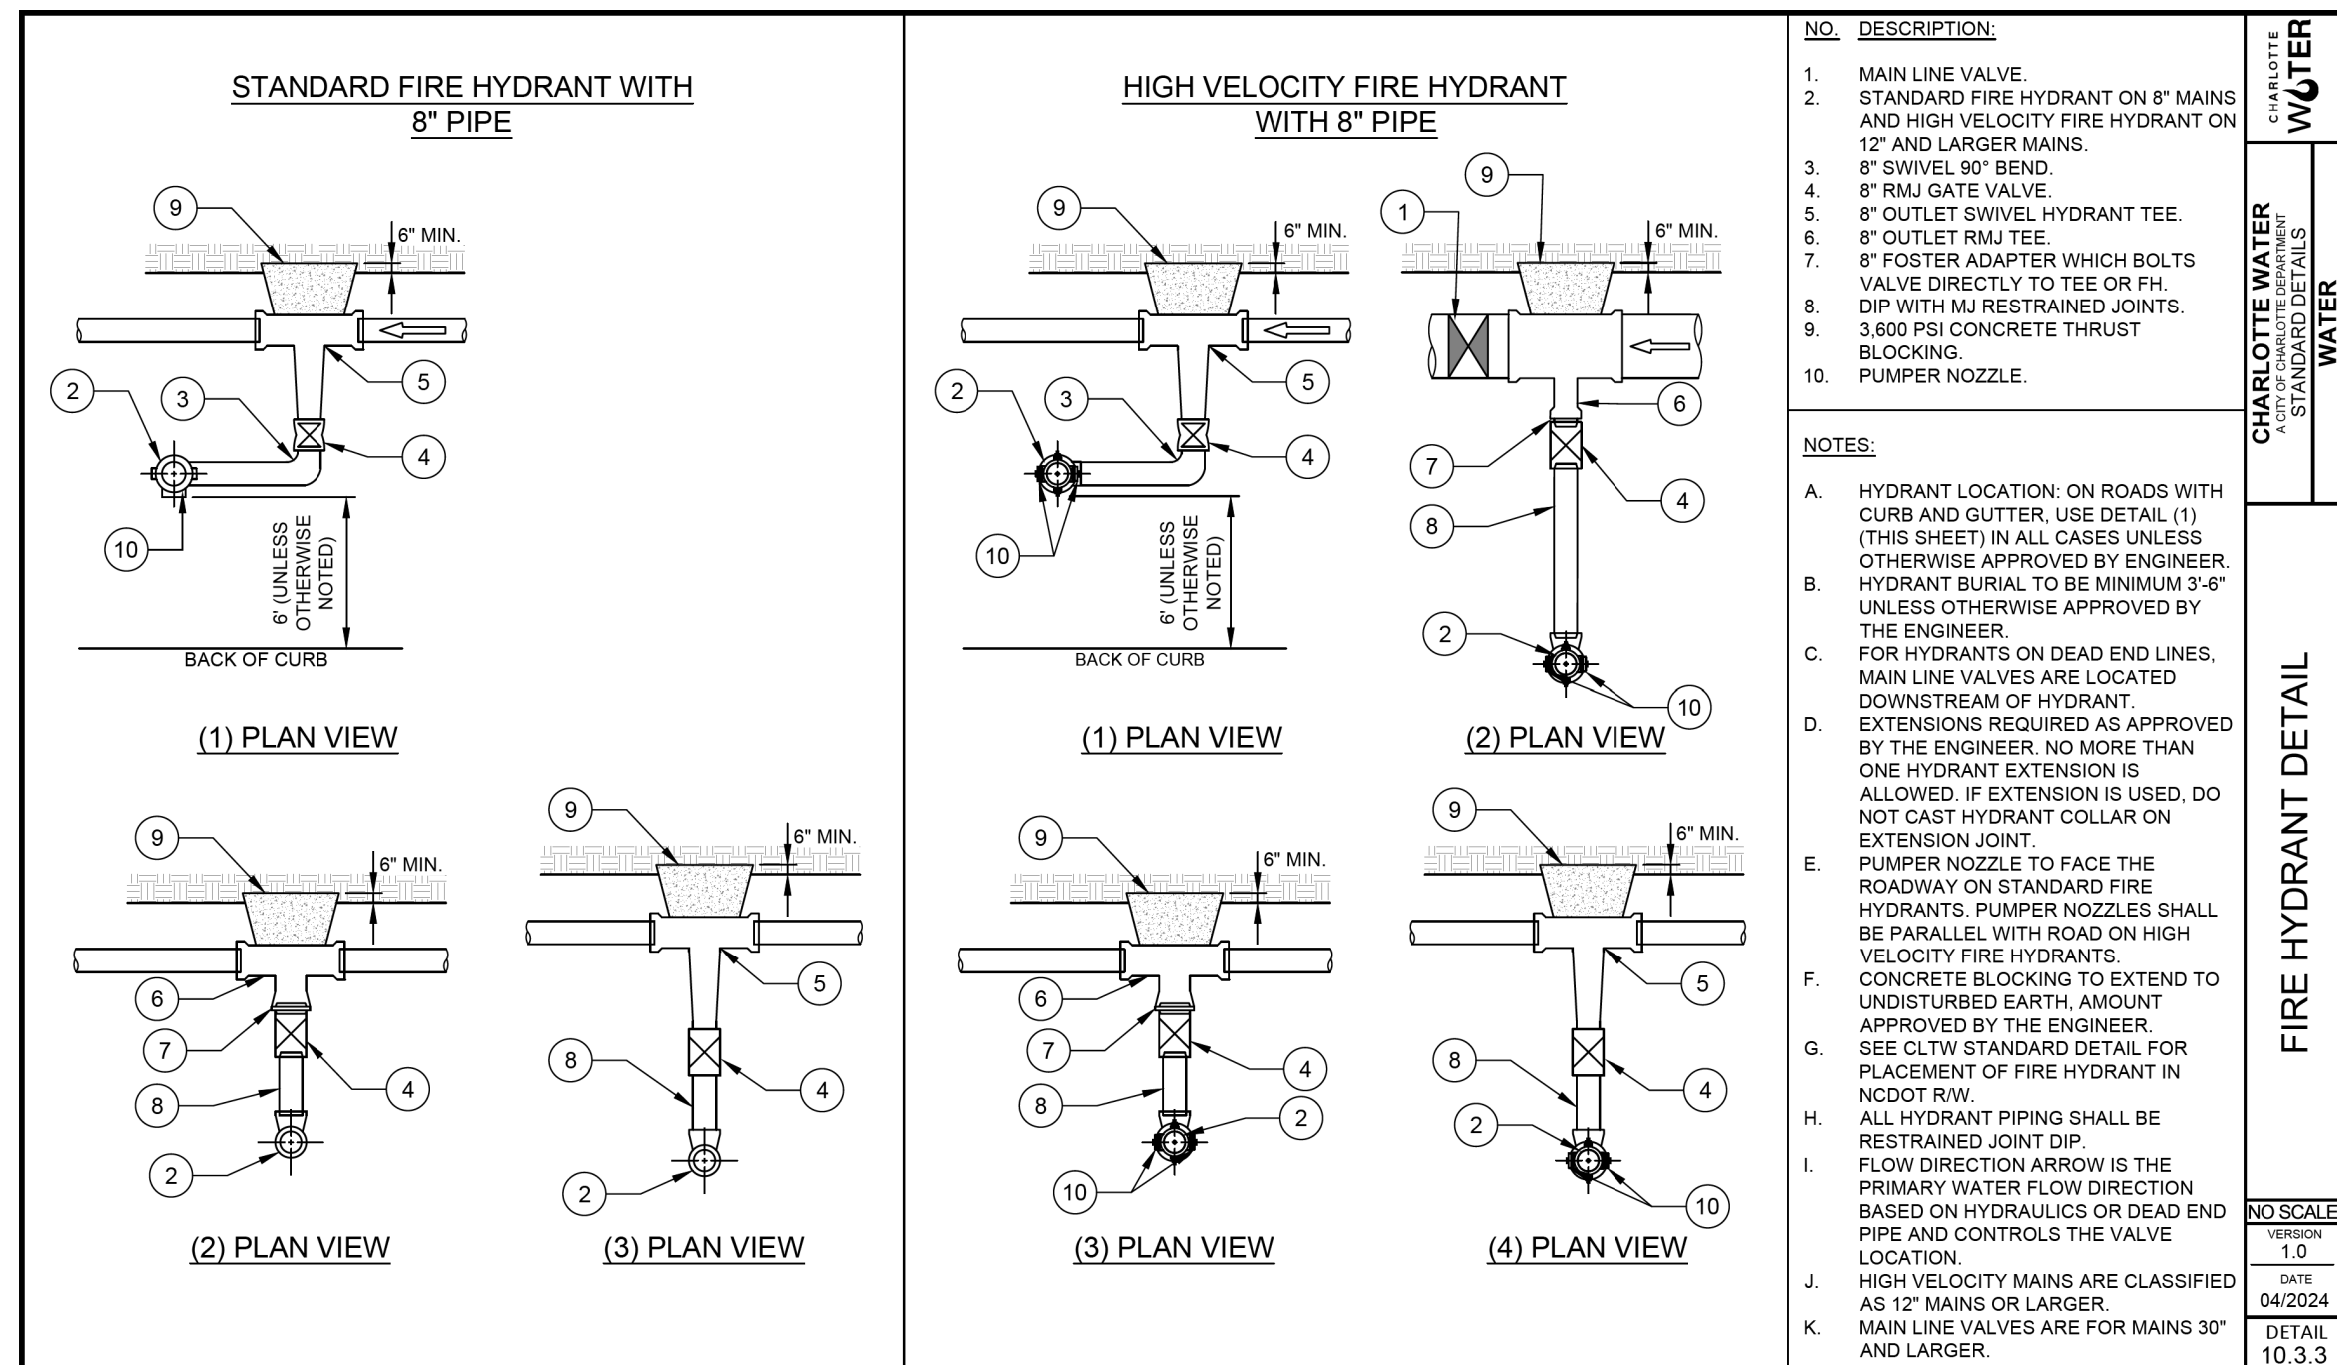 STANDARD FIRE HYDRANT WITH
8" PIPE
9
6" MIN.
5
2
3
4
10
6' (UNLESS
OTHERWISE
NOTED)
BACK OF CURB
(1) PLAN VIEW
9
6" MIN.
6
7
8
4
2
(2) PLAN VIEW
9
6" MIN.
5
8
4
2
(3) PLAN VIEW
HIGH VELOCITY FIRE HYDRANT
WITH 8" PIPE
9
6" MIN.
5
2
3
4
10
6' (UNLESS
OTHERWISE
NOTED)
BACK OF CURB
(1) PLAN VIEW
9
1
6" MIN.
6
7
4
8
2
10
(2) PLAN VIEW
9
6" MIN.
6
7
4
8
2
10
(3) PLAN VIEW
9
6" MIN.
5
8
4
2
10
(4) PLAN VIEW
NO. DESCRIPTION:
1. MAIN LINE VALVE.
2. STANDARD FIRE HYDRANT ON 8" MAINS
AND HIGH VELOCITY FIRE HYDRANT ON
12" AND LARGER MAINS.
3. 8" SWIVEL 90° BEND.
4. 8" RMJ GATE VALVE.
5. 8" OUTLET SWIVEL HYDRANT TEE.
6. 8" OUTLET RMJ TEE.
7. 8" FOSTER ADAPTER WHICH BOLTS
VALVE DIRECTLY TO TEE OR FH.
8. DIP WITH MJ RESTRAINED JOINTS.
9. 3,600 PSI CONCRETE THRUST
BLOCKING.
10. PUMPER NOZZLE.
NOTES:
A. HYDRANT LOCATION: ON ROADS WITH
CURB AND GUTTER, USE DETAIL (1)
(THIS SHEET) IN ALL CASES UNLESS
OTHERWISE APPROVED BY ENGINEER.
B. HYDRANT BURIAL TO BE MINIMUM 3'-6"
UNLESS OTHERWISE APPROVED BY
THE ENGINEER.
C. FOR HYDRANTS ON DEAD END LINES,
MAIN LINE VALVES ARE LOCATED
DOWNSTREAM OF HYDRANT.
D. EXTENSIONS REQUIRED AS APPROVED
BY THE ENGINEER. NO MORE THAN
ONE HYDRANT EXTENSION IS
ALLOWED. IF EXTENSION IS USED, DO
NOT CAST HYDRANT COLLAR ON
EXTENSION JOINT.
E. PUMPER NOZZLE TO FACE THE
ROADWAY ON STANDARD FIRE
HYDRANTS. PUMPER NOZZLES SHALL
BE PARALLEL WITH ROAD ON HIGH
VELOCITY FIRE HYDRANTS.
F. CONCRETE BLOCKING TO EXTEND TO
UNDISTURBED EARTH, AMOUNT
APPROVED BY THE ENGINEER.
G. SEE CLTW STANDARD DETAIL FOR
PLACEMENT OF FIRE HYDRANT IN
NCDOT R/W.
H. ALL HYDRANT PIPING SHALL BE
RESTRAINED JOINT DIP.
I. FLOW DIRECTION ARROW IS THE
PRIMARY WATER FLOW DIRECTION
BASED ON HYDRAULICS OR DEAD END
PIPE AND CONTROLS THE VALVE
LOCATION.
J. HIGH VELOCITY MAINS ARE CLASSIFIED
AS 12" MAINS OR LARGER.
K. MAIN LINE VALVES ARE FOR MAINS 30"
AND LARGER.
CHARLOTTE
WATER
CHARLOTTE WATER
A CITY OF CHARLOTTE DEPARTMENT
STANDARD DETAILS
WATER
FIRE HYDRANT DETAIL
NO SCALE
VERSION
1.0
DATE
04/2024
DETAIL
10.3.3